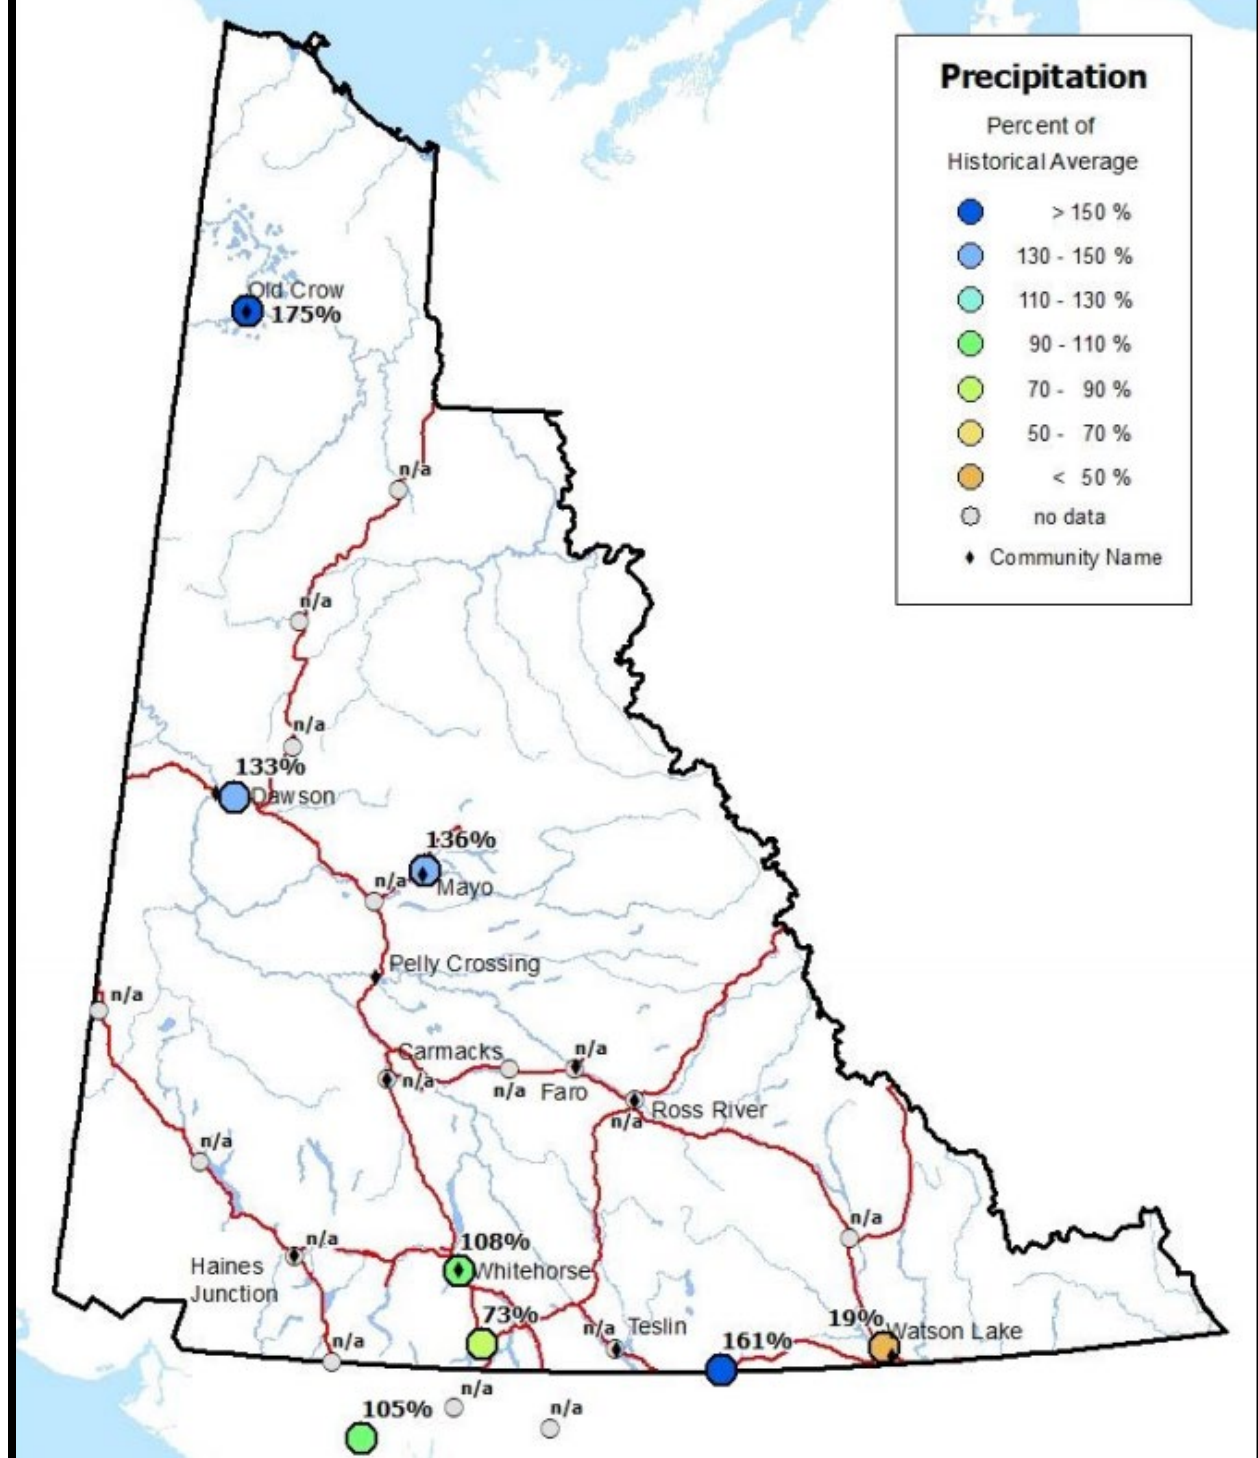 Precipitation
Percent of
Historical Average
> 150 %
130 - 150 %
110 - 130 %
90 - 110 %
70 - 90 %
50 - 70 %
< 50 %
no data
Community Name
Old Crow
175%
n/a
n/a
n/a
133%
Dawson
136%
n/a
Mayo
Pelly Crossing
n/a
Carmacks
n/a
n/a
n/a
Faro
Ross River
n/a
n/a
n/a
n/a
108%
Haines
Junction
Whitehorse
73%
n/a
Teslin
19%
Watson Lake
161%
n/a
n/a
105%
n/a